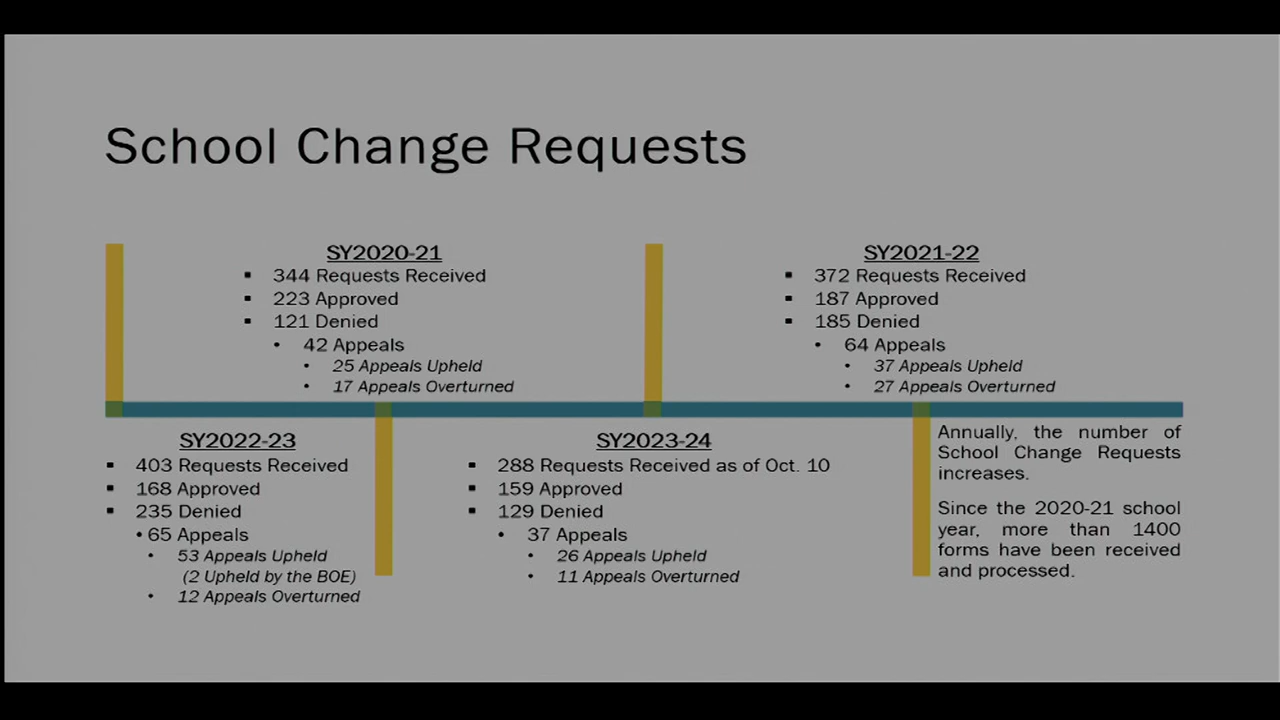 School Change Requests
SY2020-21
▪ 344 Requests Received
▪ 223 Approved
▪ 121 Denied
• 42 Appeals
• 25 Appeals Upheld
• 17 Appeals Overturned
SY2021-22
▪ 372 Requests Received
▪ 187 Approved
▪ 185 Denied
• 64 Appeals
• 37 Appeals Upheld
• 27 Appeals Overturned
SY2022-23
▪ 403 Requests Received
▪ 168 Approved
▪ 235 Denied
• 65 Appeals
• 53 Appeals Upheld
(2 Upheld by the BOE)
• 12 Appeals Overturned
SY2023-24
▪ 288 Requests Received as of Oct. 10
▪ 159 Approved
▪ 129 Denied
• 37 Appeals
• 26 Appeals Upheld
• 11 Appeals Overturned
Annually, the number of
School Change Requests
increases.
Since the 2020-21 school
year, more than 1400
forms have been received
and processed.